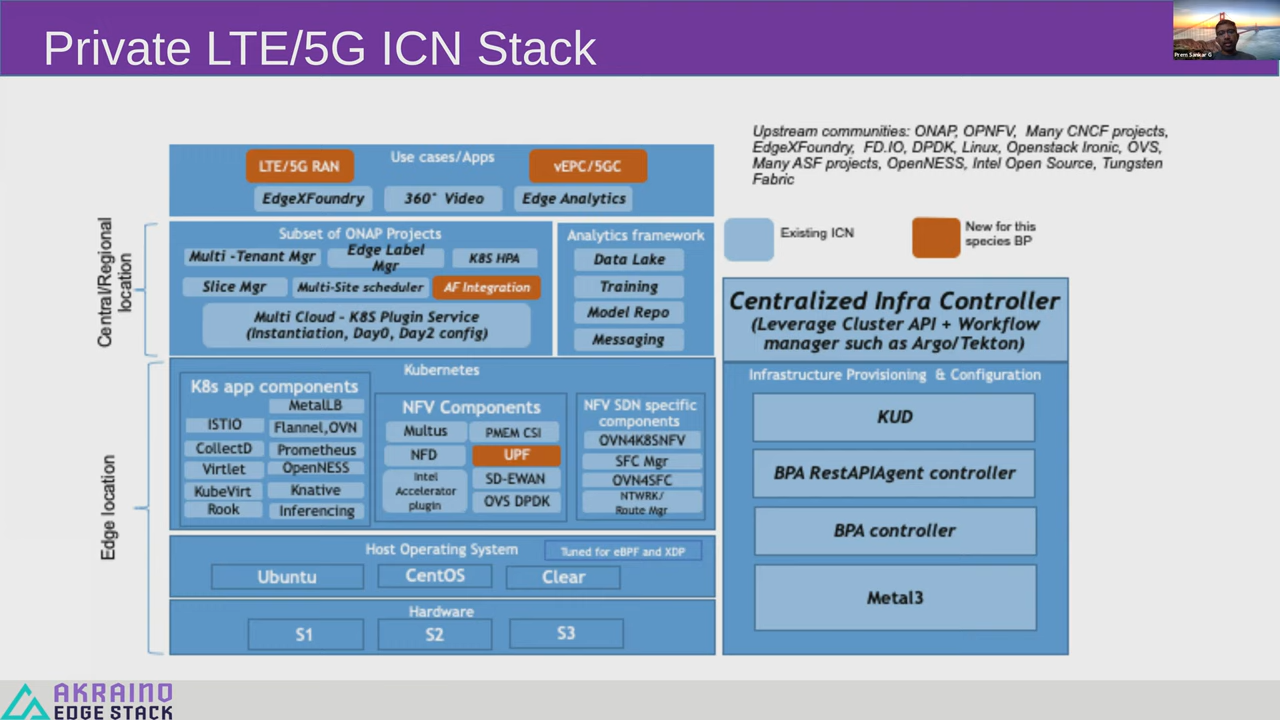 Private LTE/5G ICN Stack
Prem Sankar G
Upstream communities: ONAP, OPNFV, Many CNCF projects,
EdgeXFoundry, FD.IO, DPDK, Linux, Openstack Ironic, OVS,
Many ASF projects, OpenNESS, Intel Open Source, Tungsten
Fabric
Existing ICN
New for this
species BP
Use cases/Apps
LTE/5G RAN
vEPC/5GC
EdgeXFoundry
360° Video
Edge Analytics
Central/Regional
location
Subset of ONAP Projects
Multi -Tenant Mgr
Edge Label
Mgr
K8S HPA
Slice Mgr
Multi-Site scheduler
AF Integration
Multi Cloud - K8S Plugin Service
(Instantiation, Day0, Day2 config)
Analytics framework
Data Lake
Training
Model Repo
Messaging
Edge location
Kubernetes
K8s app components
MetalLB
ISTIO
Flannel,OVN
CollectD
Prometheus
Virtlet
OpenNESS
KubeVirt
Knative
Rook
Inferencing
NFV Components
Multus
PMEM CSI
NFD
UPF
Intel
Accelerator
plugin
SD-EWAN
OVS DPDK
NFV SDN specific
components
OVN4K8SNFV
SFC Mgr
OVN4SFC
NTWRK/
Route Mgr
Host Operating System
Tuned for eBPF and XDP
Ubuntu
CentOS
Clear
Hardware
S1
S2
S3
Centralized Infra Controller
(Leverage Cluster API + Workflow
manager such as Argo/Tekton)
Infrastructure Provisioning & Configuration
KUD
BPA RestAPIAgent controller
BPA controller
Metal3
AKRAINO
EDGE STACK